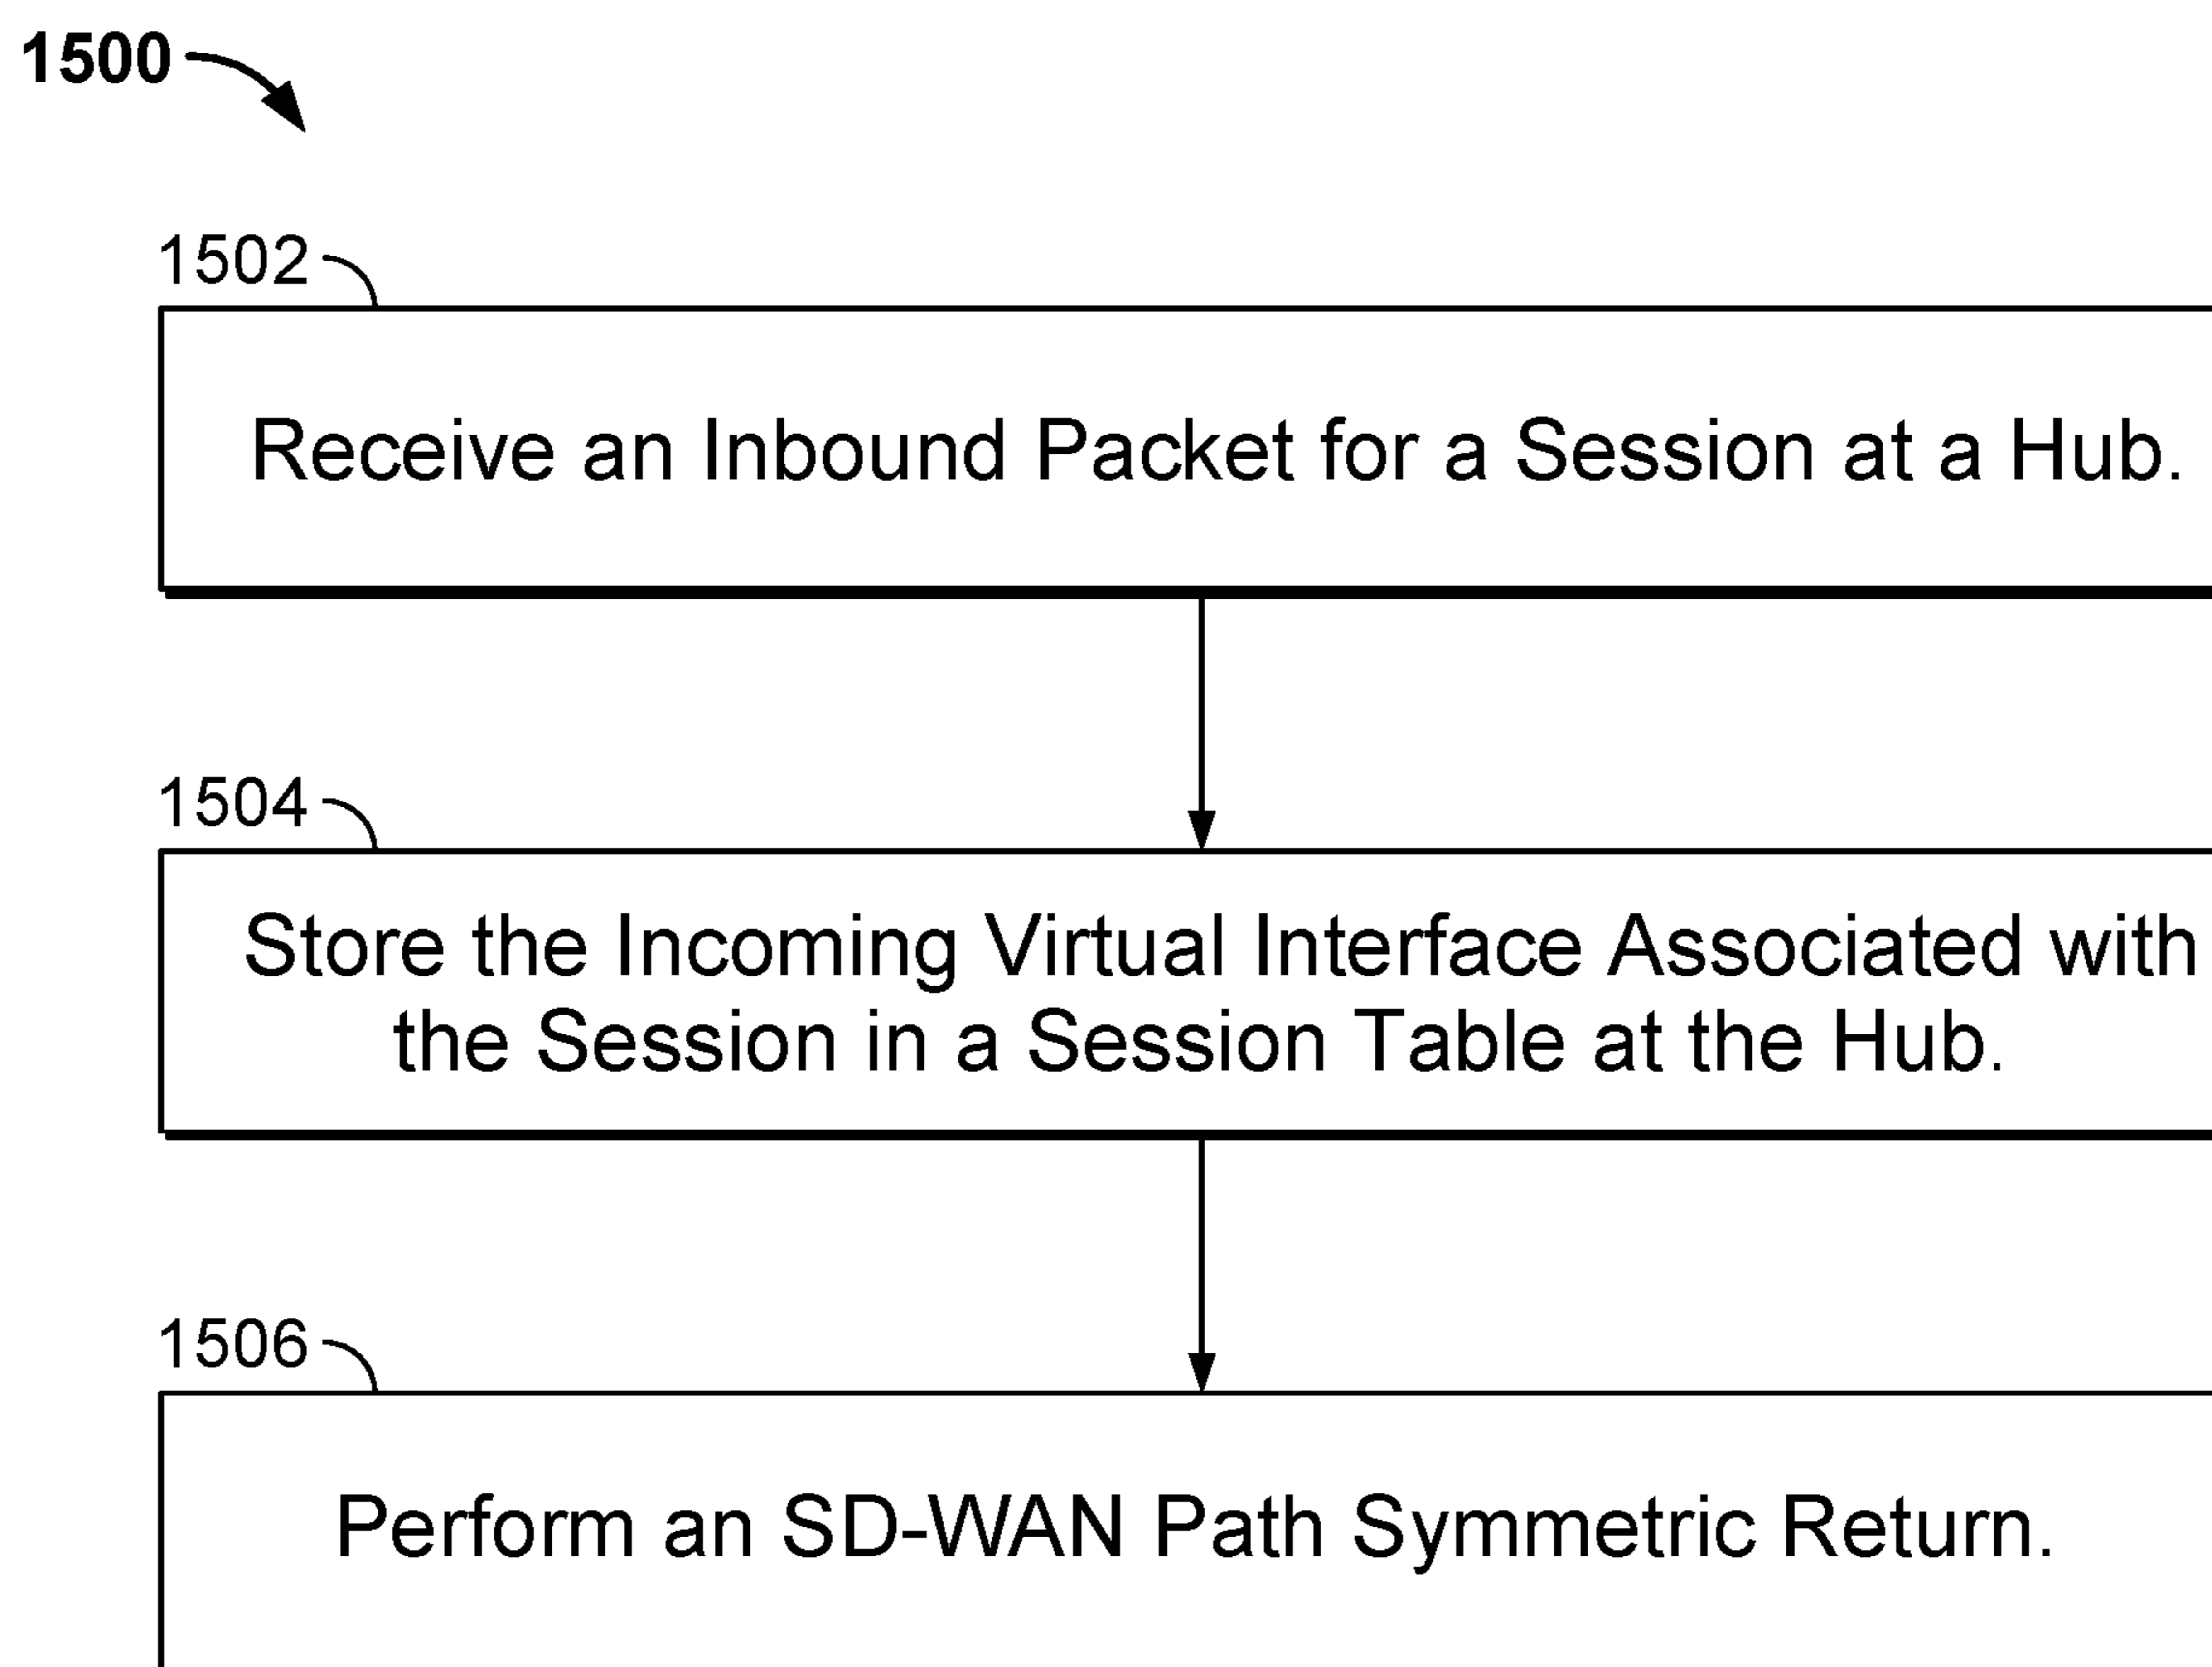 1500
1502
Receive an Inbound Packet for a Session at a Hub.
1504
Store the Incoming Virtual Interface Associated with
the Session in a Session Table at the Hub.
1506
Perform an SD-WAN Path Symmetric Return.